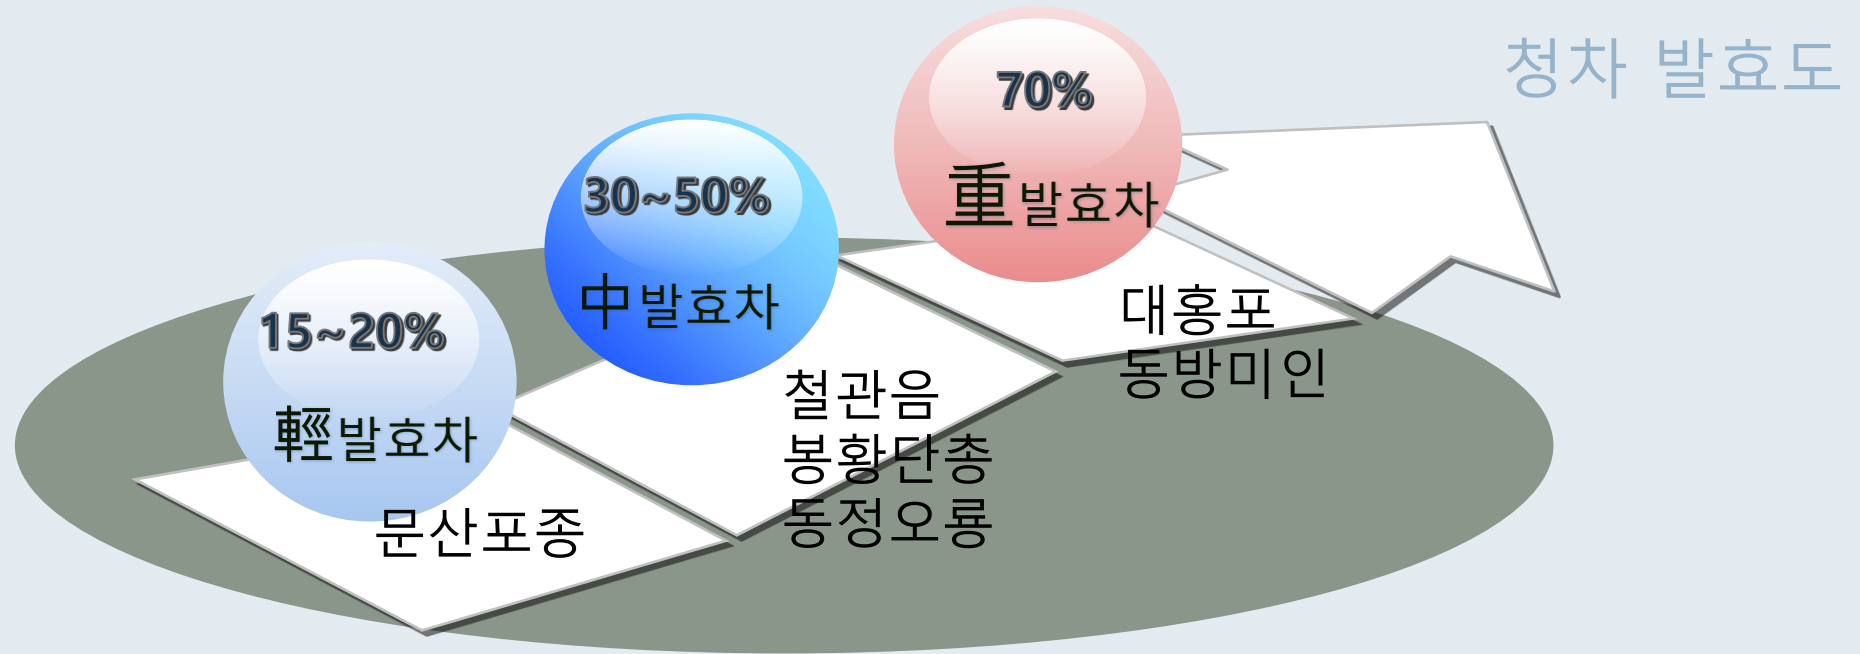 청차 발효도
70%
重발효차
대홍포
동방미인
30~50%
中발효차
철관음
봉황단총
동정오룡
15~20%
輕발효차
문산포종